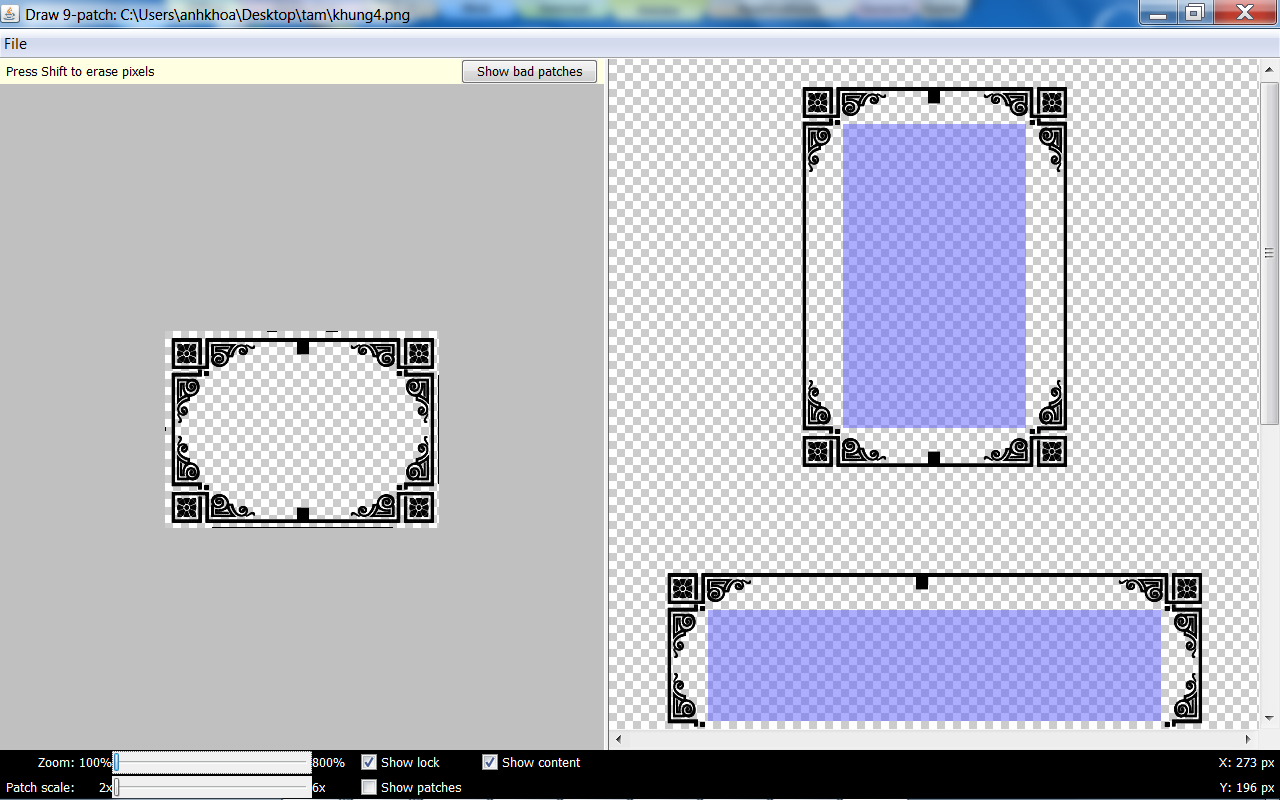 Draw 9-patch: C:\Users\anhkhoa\Desktop\tam\khung4.png
File
Press Shift to erase pixels
Show bad patches
Zoom: 100%
800%
Show lock
Show content
X: 273 px
Patch scale: 2x
6x
Show patches
Y: 196 px